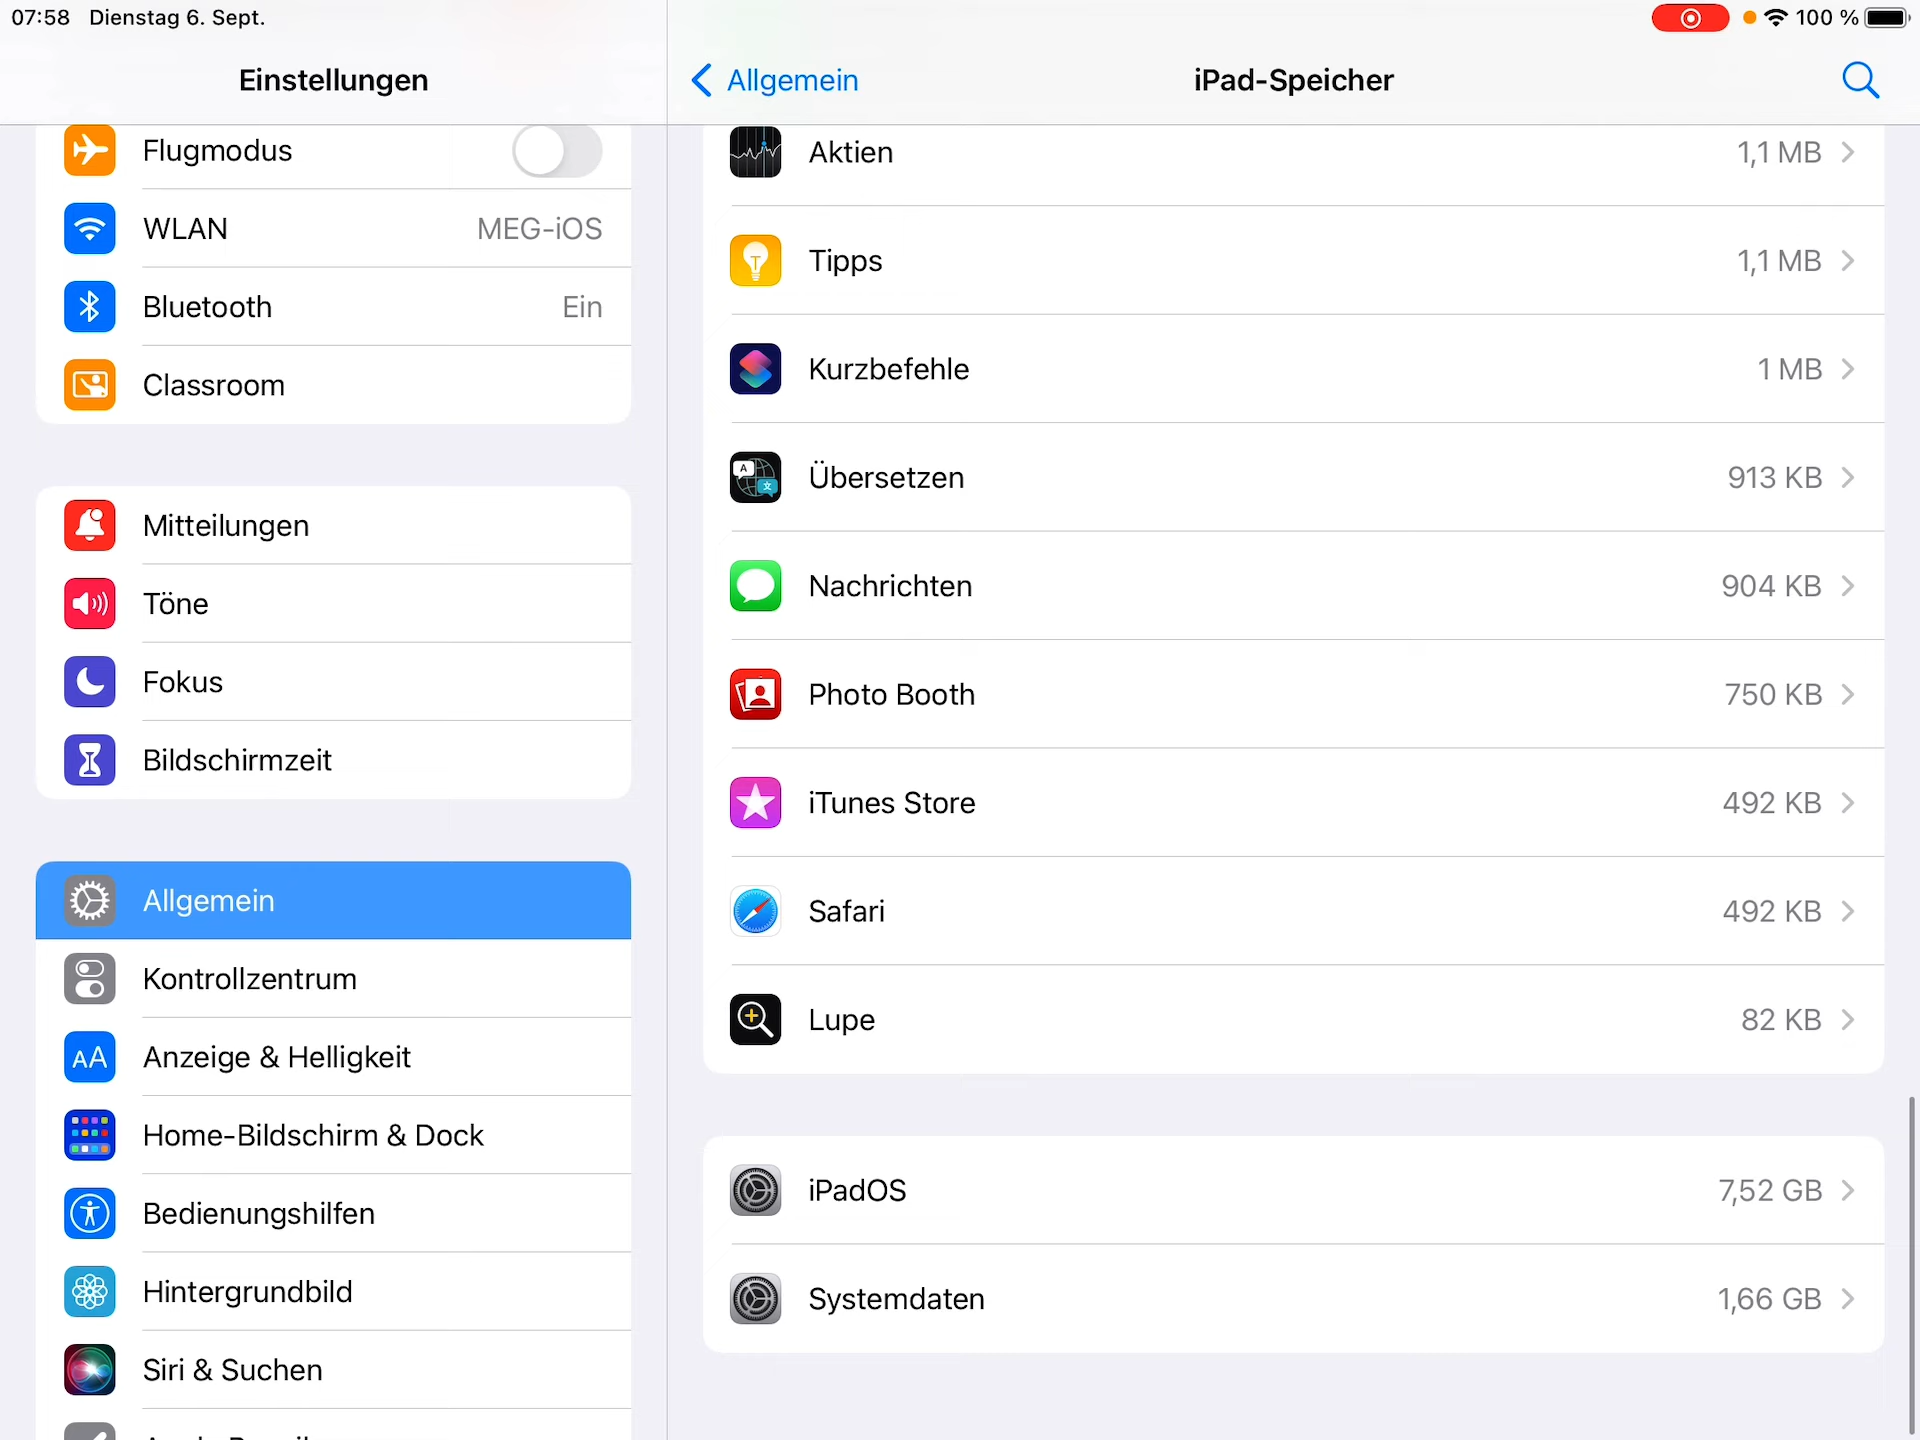 07:58 Dienstag 6. Sept.
100 %
Einstellungen
Flugmodus
WLAN MEG-iOS
Bluetooth Ein
Classroom
Mitteilungen
Töne
Fokus
Bildschirmzeit
Allgemein
Kontrollzentrum
AA Anzeige & Helligkeit
Home-Bildschirm & Dock
Bedienungshilfen
Hintergrundbild
Siri & Suchen
Allgemein
iPad-Speicher
Aktien 1,1 MB
Tipps 1,1 MB
Kurzbefehle 1 MB
Übersetzen 913 KB
Nachrichten 904 KB
Photo Booth 750 KB
iTunes Store 492 KB
Safari 492 KB
Lupe 82 KB
iPadOS 7,52 GB
Systemdaten 1,66 GB